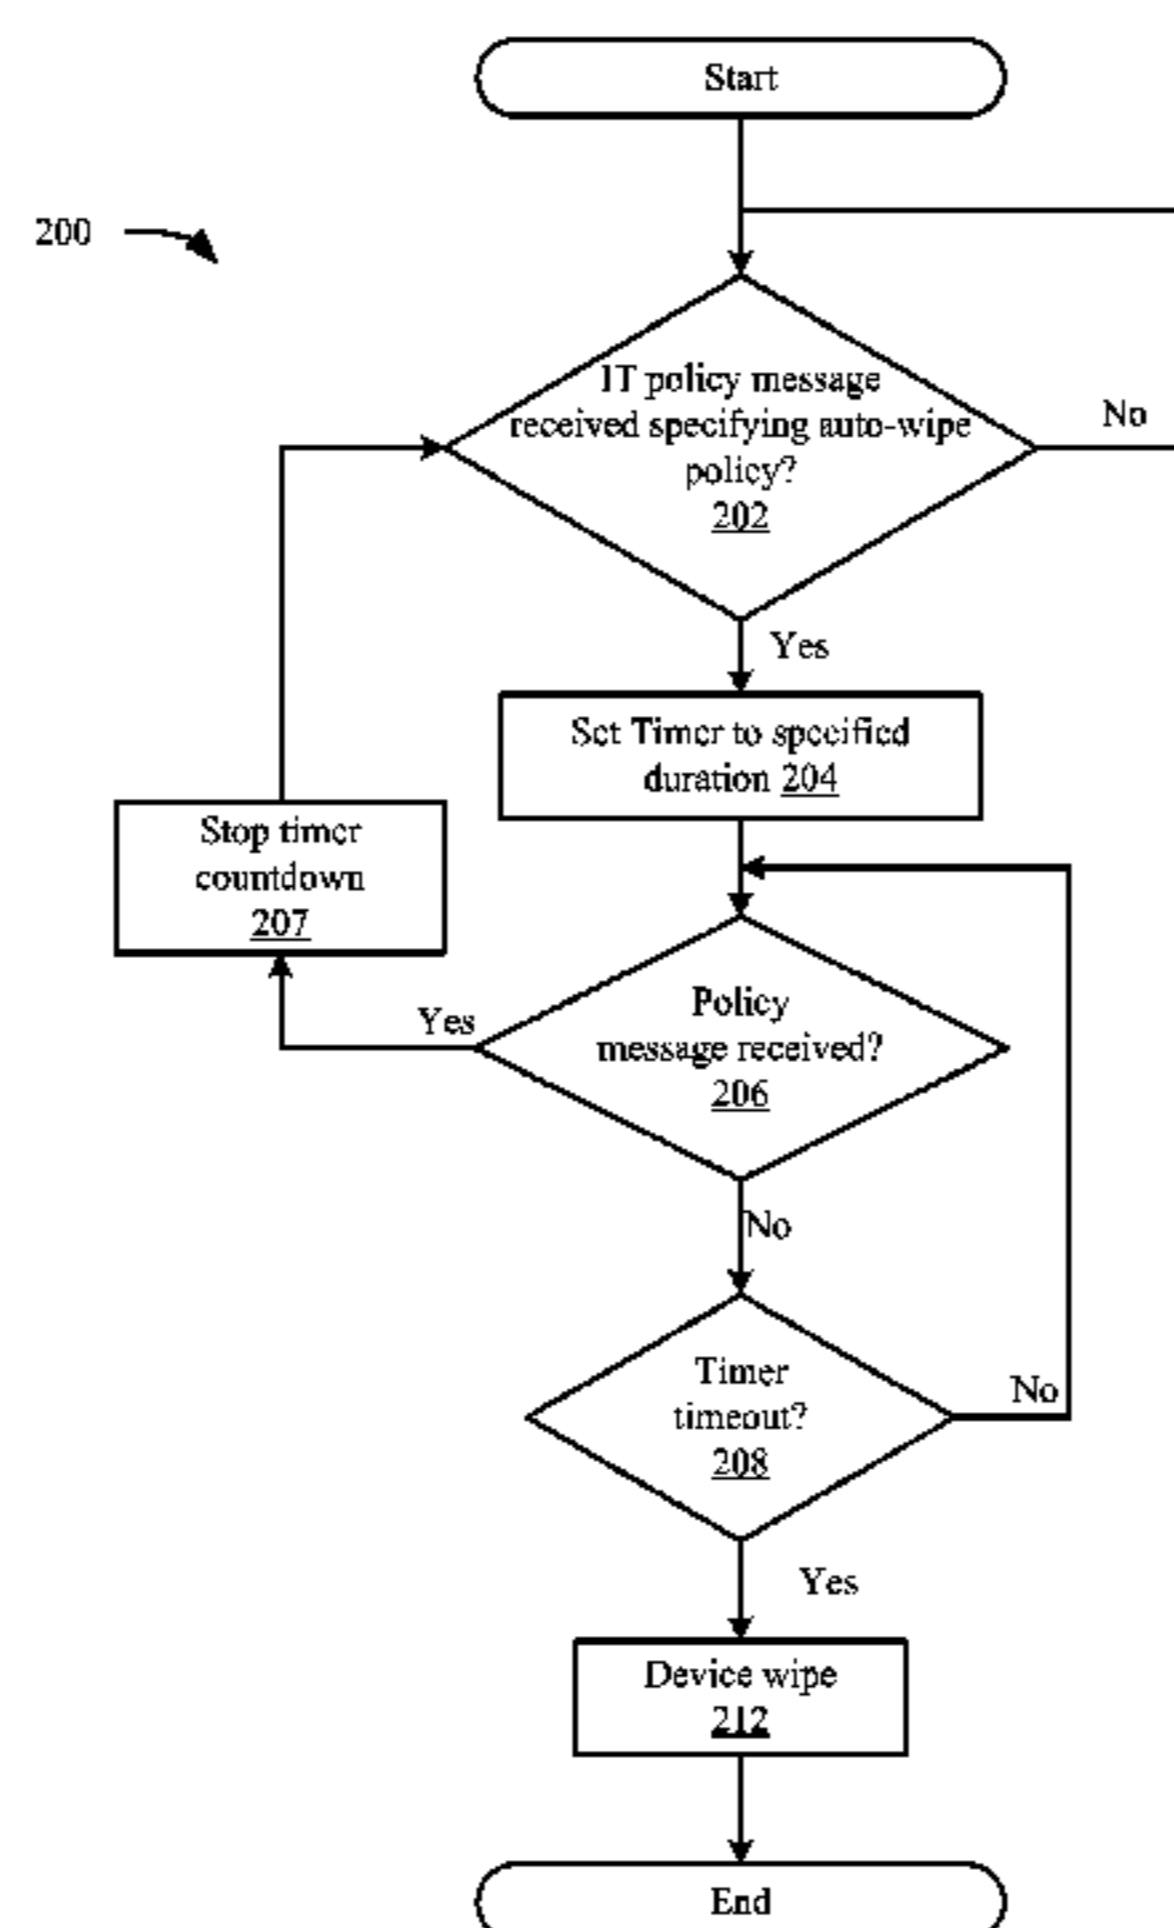 Start
200
IT policy message
received specifying auto-wipe
policy?
202
No
Yes
Set Timer to specified
duration 204
Stop timer
countdown
207
Yes
Policy
message received?
206
No
Timer
timeout?
208
No
Yes
Device wipe
212
End